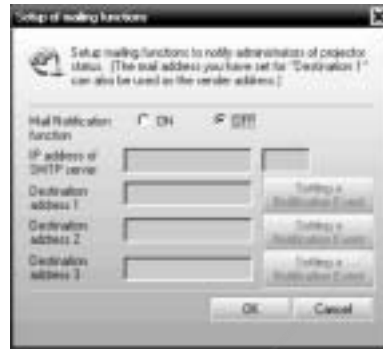 Setup of mailing functions
Setup mailing functions to notify administrators of projector
status. (The mail address you have set for "Destination 1"
can also be used as the sender address.)
Mail Notification
function
ON
OFF
IP address of
SMTP server
Destination
address 1
Setting a
Notification Event
Destination
address 2
Setting a
Notification Event
Destination
address 3
Setting a
Notification Event
OK
Cancel